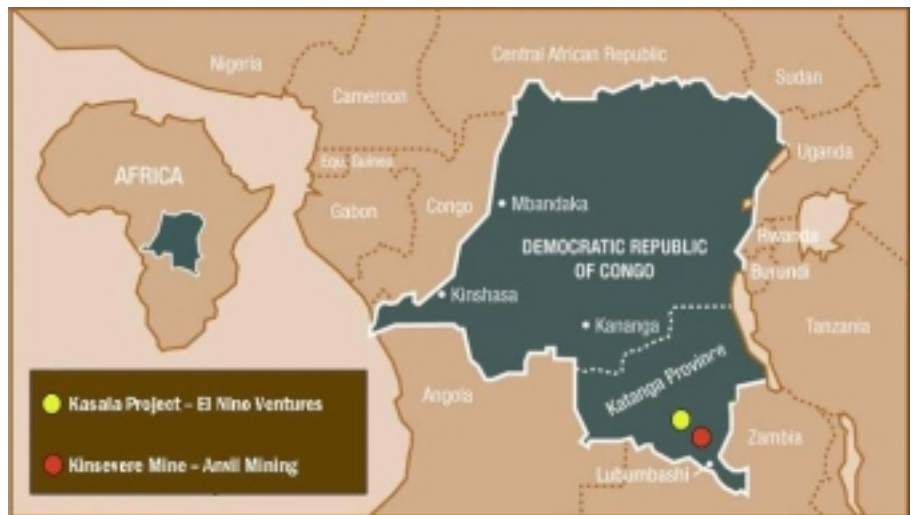 Nigeria
Central African Republic
Sudan
Cameroon
Uganda
Equ. Guinea
AFRICA
Gabon
Congo
Mbandaka
Rwanda
DEMOCRATIC REPUBLIC
OF CONGO
Burundi
Kinshasa
Kananga
Tanzania
Katanga Province
Angola
Kasala Project – El Nino Ventures
Zambia
Kinsevere Mine – Anvil Mining
Lubumbashi